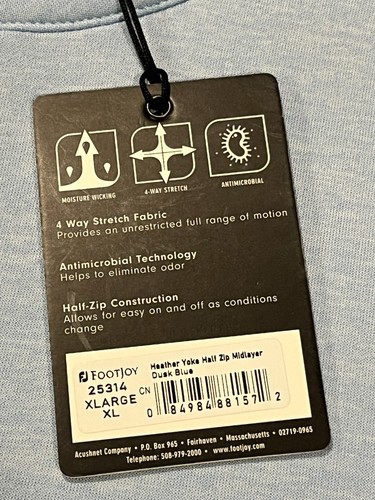 MOISTURE WICKING
4-WAY STRETCH
ANTIMICROBIAL
4 Way Stretch Fabric
Provides an unrestricted full range of motion
Antimicrobial Technology
Helps to eliminate odor
Half-Zip Construction
Allows for easy on and off as conditions
change
FJ FOOTJOY
25314
XLARGE
XL
Heather Yoke Half Zip Midlayer
Dusk Blue
CN
0 84984 88157 2
Acushnet Company • P.O. Box 965 • Fairhaven • Massachusetts • 02719-0965
Telephone: 508-979-2000 • www.footjoy.com